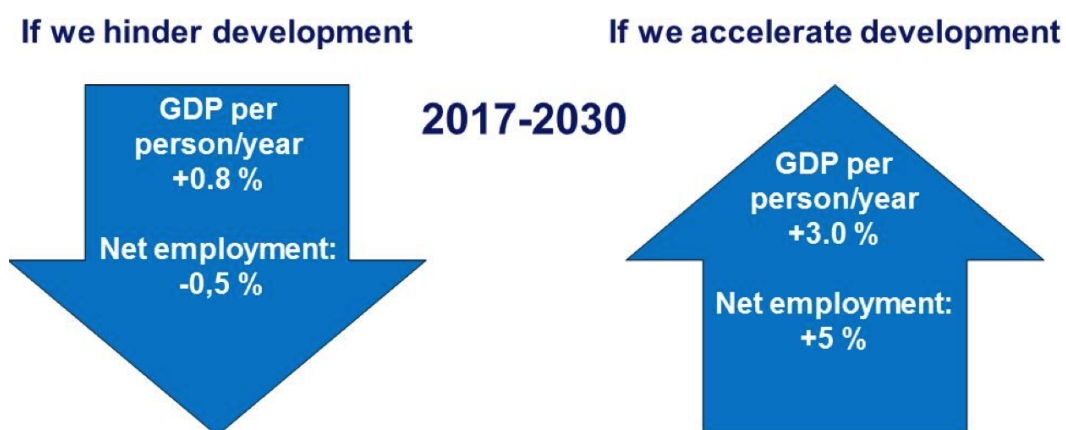 If we hinder development
If we accelerate development
2017-2030
GDP per
person/year
+0.8 %
Net employment:
-0,5 %
GDP per
person/year
+3.0 %
Net employment:
+5 %